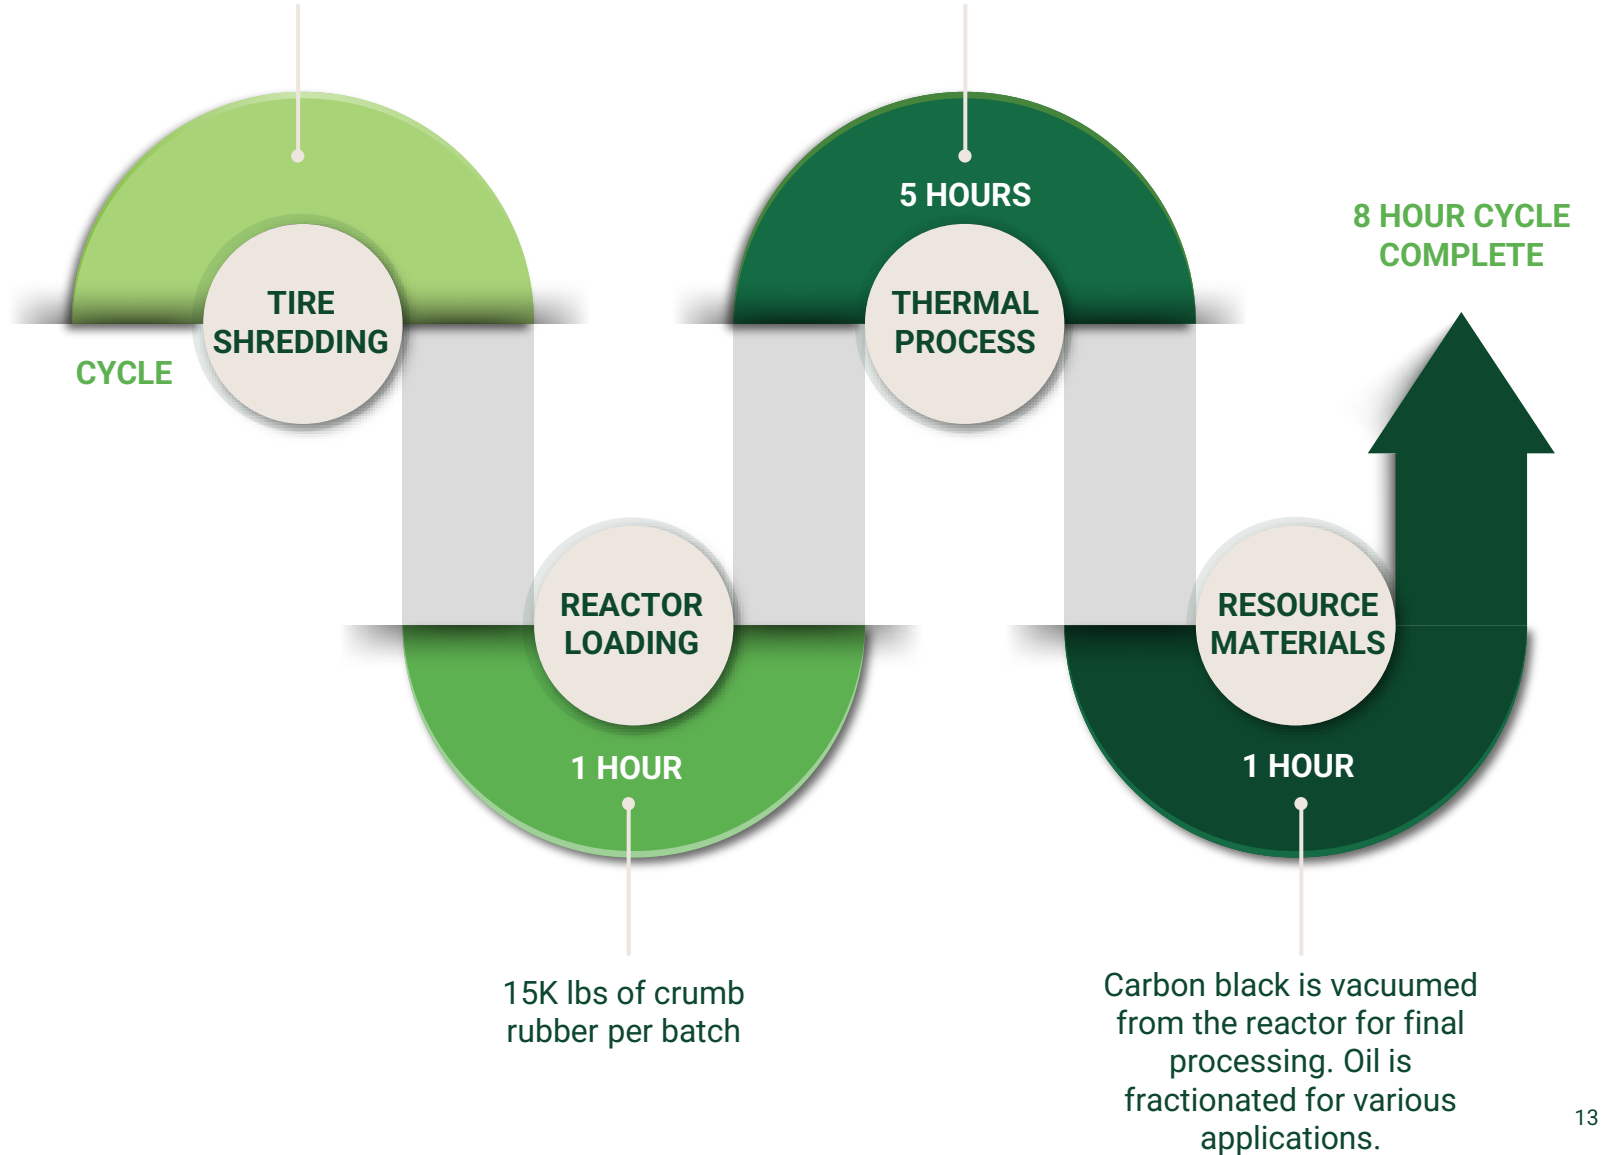 TIRE
SHREDDING
CYCLE
REACTOR
LOADING
1 HOUR
15K lbs of crumb
rubber per batch
5 HOURS
THERMAL
PROCESS
RESOURCE
MATERIALS
1 HOUR
Carbon black is vacuumed
from the reactor for final
processing. Oil is
fractionated for various
applications.
8 HOUR CYCLE
COMPLETE
13